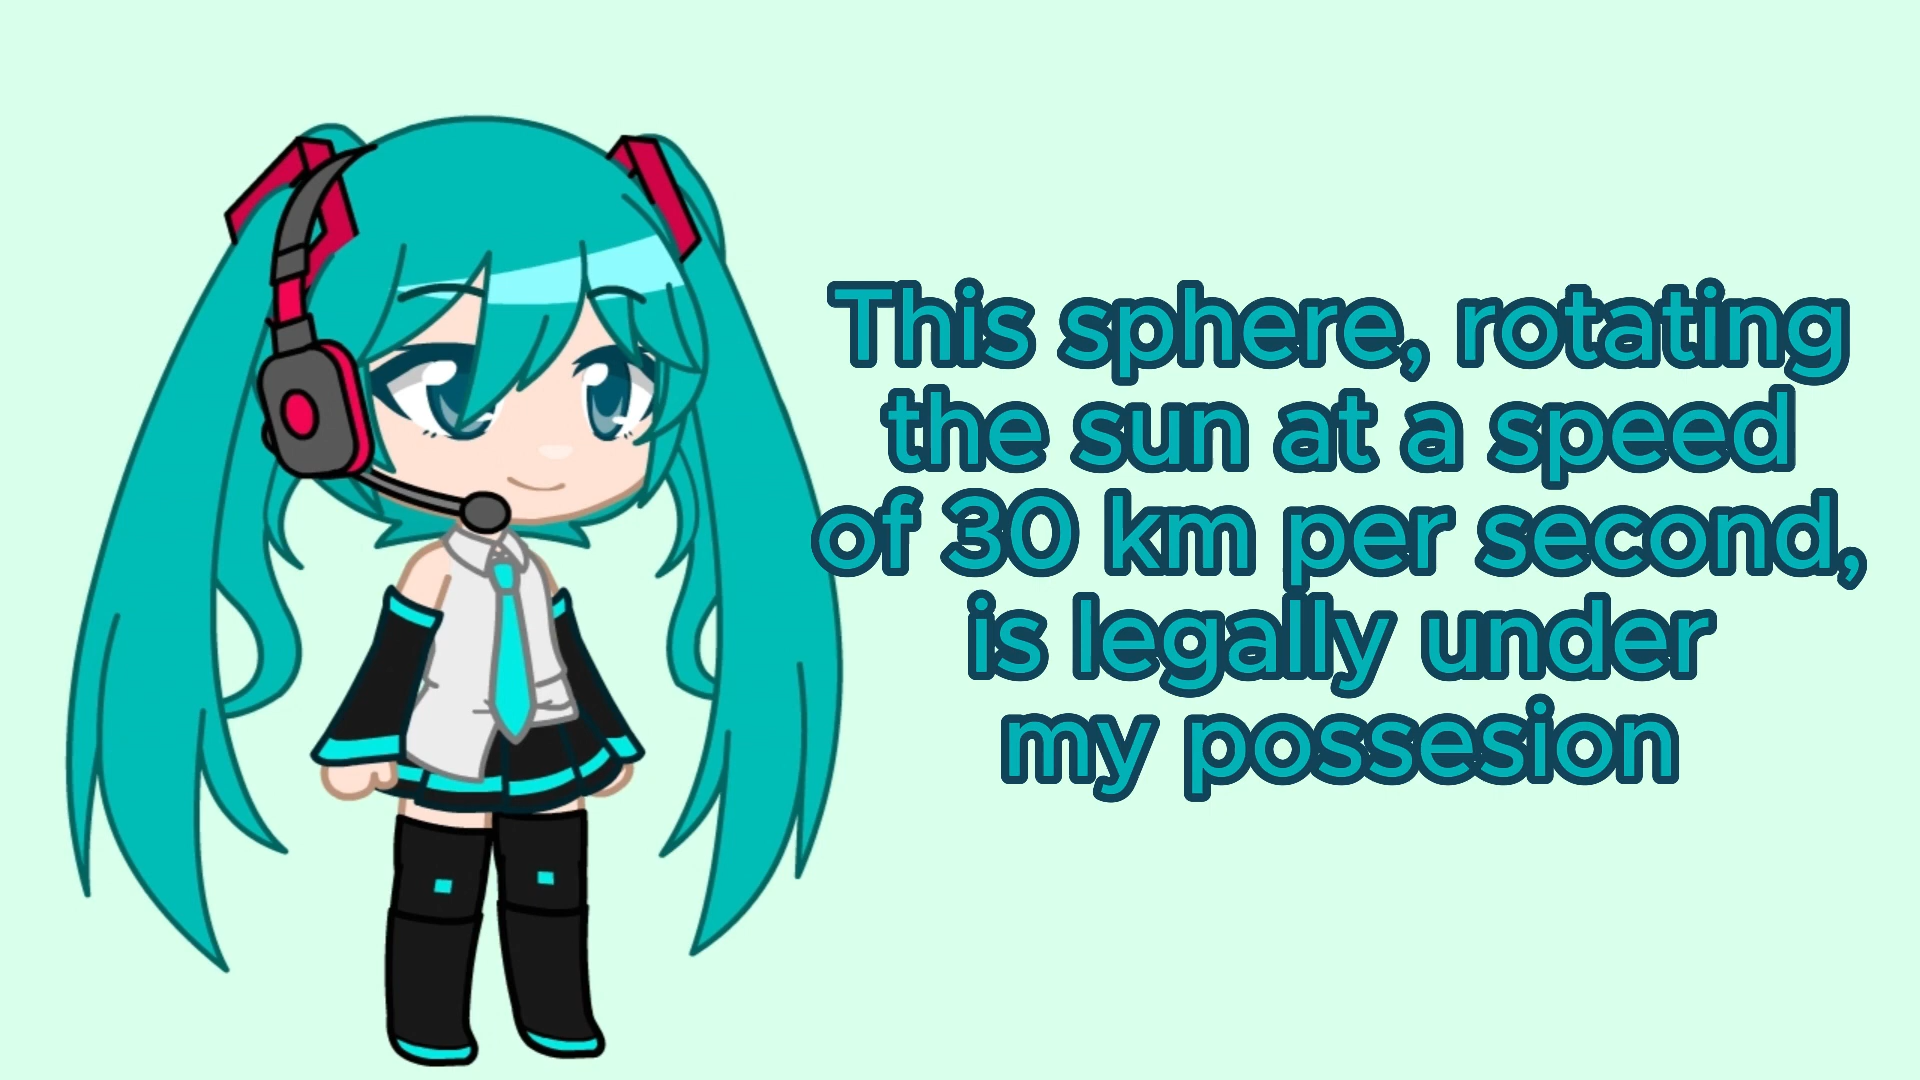 This sphere, rotating
the sun at a speed
of 30 km per second,
is legally under
my possesion